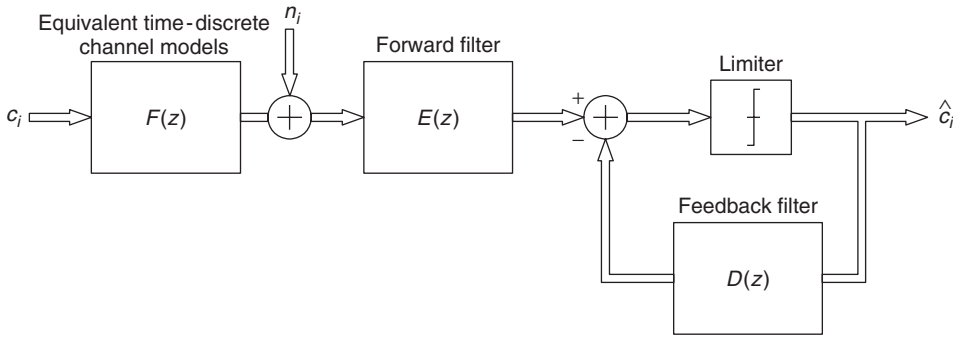 Equivalent time-discrete
channel models
n_i
Forward filter
Limiter
c_i
F(z)
+
E(z)
+
+
−
ĉ_i
Feedback filter
D(z)